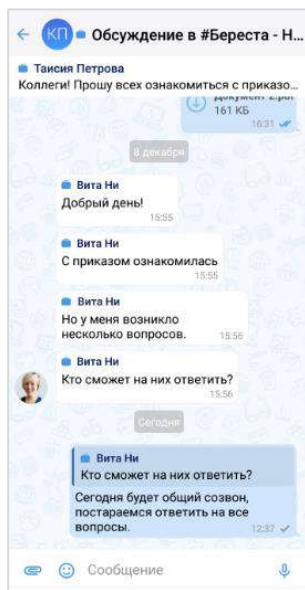 КП Обсуждение в #Береста - Н...
Таисия Петрова
Коллеги! Прошу всех ознакомиться с приказо...
161 КБ
16:31
8 декабря
Вита Ни
Добрый день!
15:55
Вита Ни
С приказом ознакомилась
15:55
Вита Ни
Но у меня возникло
несколько вопросов.
15:56
Вита Ни
Кто сможет на них ответить?
15:56
Сегодня
Вита Ни
Кто сможет на них ответить?
Сегодня будет общий созвон,
постараемся ответить на все
вопросы.
12:37
Сообщение